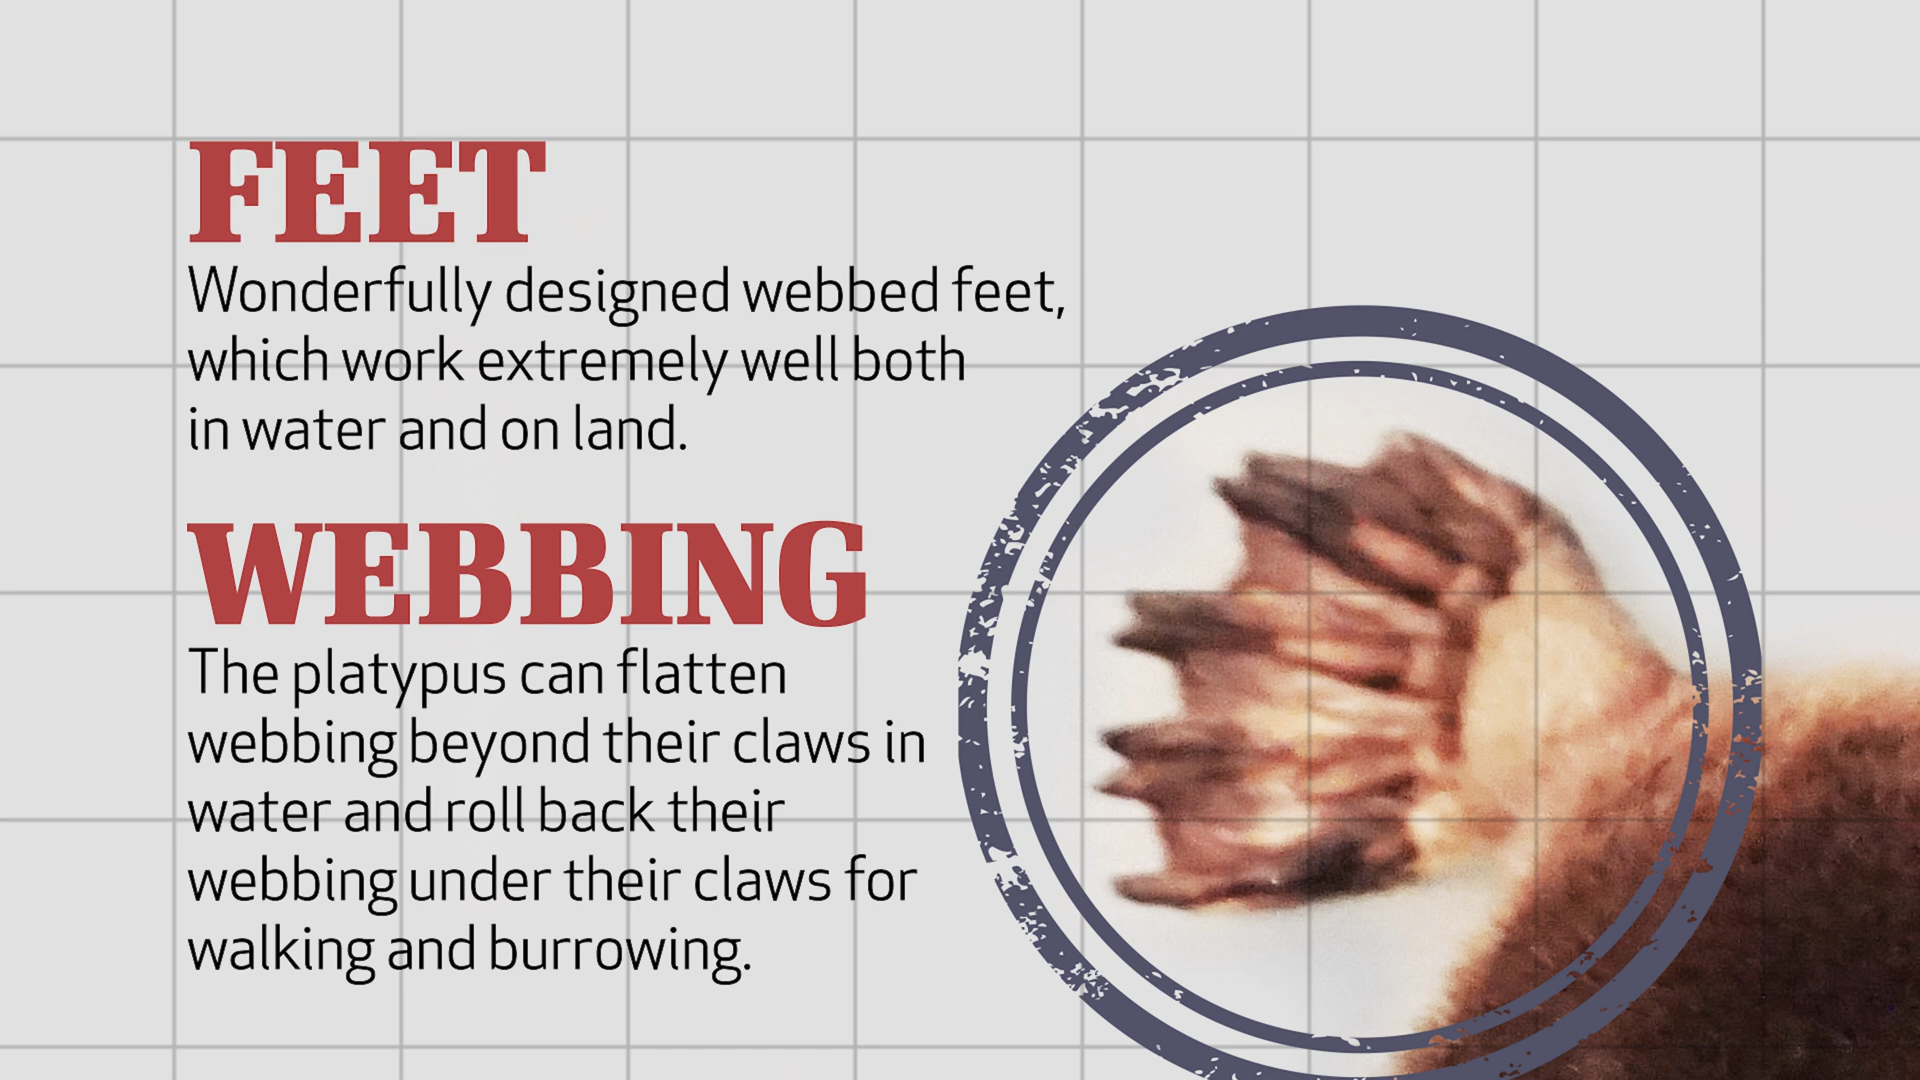 FEET
Wonderfully designed webbed feet,
which work extremely well both
in water and on land.
WEBBING
The platypus can flatten
webbing beyond their claws in
water and roll back their
webbing under their claws for
walking and burrowing.